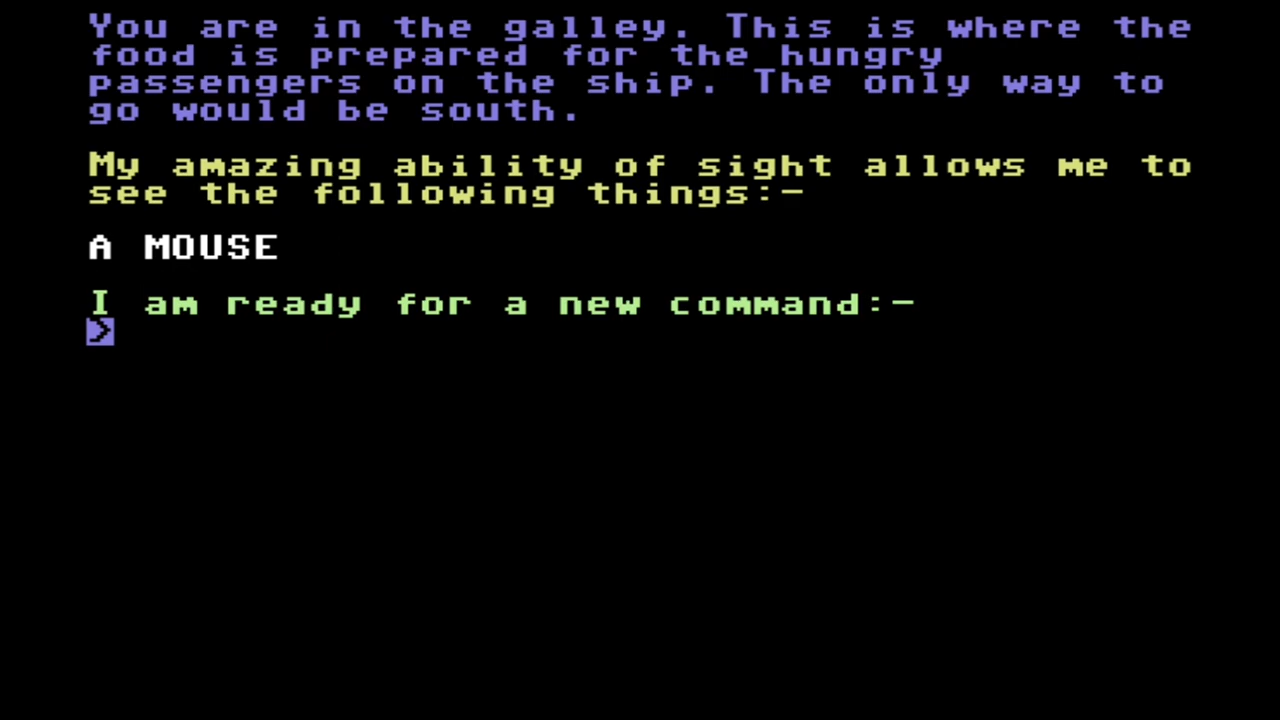 You are in the galley. This is where the
food is prepared for the hungry
passengers on the ship. The only way to
go would be south.
My amazing ability of sight allows me to
see the following things:-
A MOUSE
I am ready for a new command:-
>